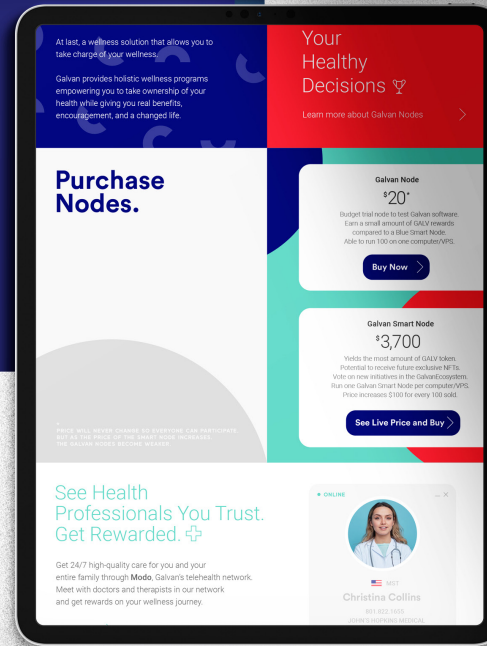 At last, a wellness solution that allows you to
take charge of your wellness.
Galvan provides holistic wellness programs
empowering you to take ownership of your
health while giving you real benefits,
encouragement, and a changed life.
Your
Healthy
Decisions
Learn more about Galvan Nodes
Purchase
Nodes.
PRICE WILL NEVER CHANGE SO EVERYONE CAN PARTICIPATE
BUT AS THE PRICE OF THE SMART NODE INCREASES
THE GALVAN NODES BECOME WEAKER
Galvan Node
$20*
Budget trial node to test Galvan software.
Earn a small amount of GALV rewards
compared to a Blue Smart Node.
Able to run 100 on one computer/VPS.
Buy Now
Galvan Smart Node
$3,700
Yields the most amount of GALV token.
Potential to receive future exclusive NFTs.
Vote on new initiatives in the GalvanEcosystem.
Run one Galvan Smart Node per computer/VPS.
Price increases $100 for every 100 sold.
See Live Price and Buy
See Health
Professionals You Trust.
Get Rewarded.
Get 24/7 high-quality care for you and your
entire family through Modo, Galvan's telehealth network.
Meet with doctors and therapists in our network
and get rewards on your wellness journey.
ONLINE
MST
Christina Collins
801.822.1655
JOHN'S HOPKINS MEDICAL